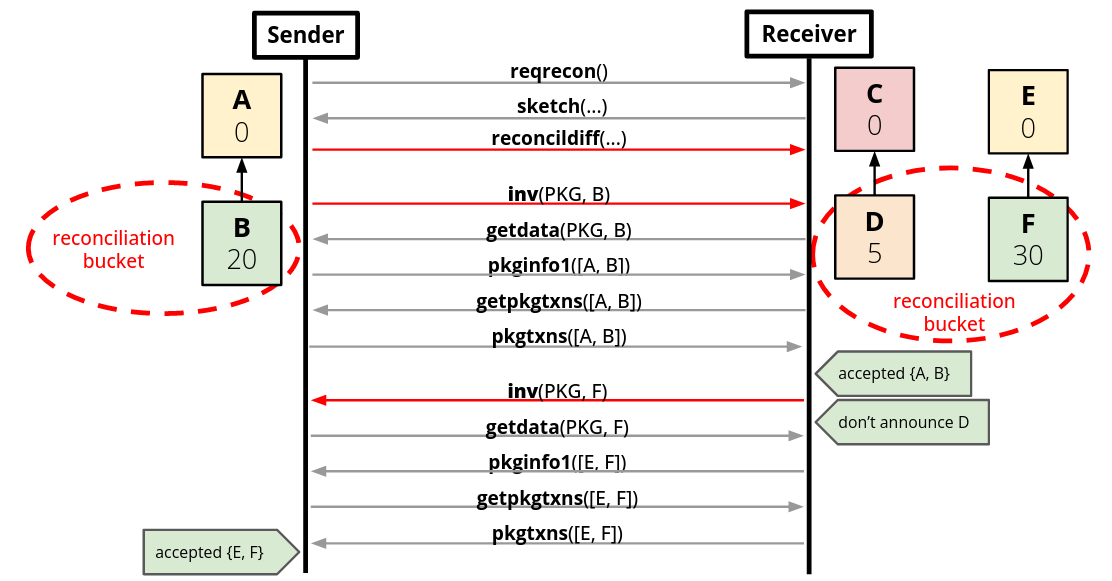 Sender
Receiver
A
0
B
20
reconciliation
bucket
C
0
E
0
D
5
F
30
reconciliation
bucket
reqrecon()
sketch(...)
reconcildiff(...)
inv(PKG, B)
getdata(PKG, B)
pkginfo1([A, B])
getpkgtxns([A, B])
pkgtxns([A, B])
accepted {A, B}
inv(PKG, F)
don’t announce D
getdata(PKG, F)
pkginfo1([E, F])
getpkgtxns([E, F])
pkgtxns([E, F])
accepted {E, F}